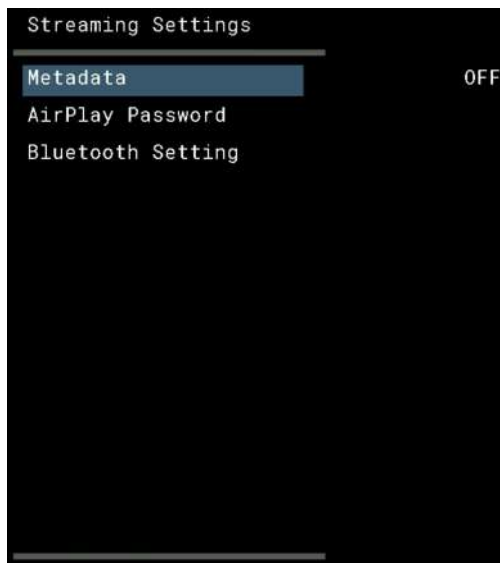 Streaming Settings
Metadata OFF
AirPlay Password
Bluetooth Setting